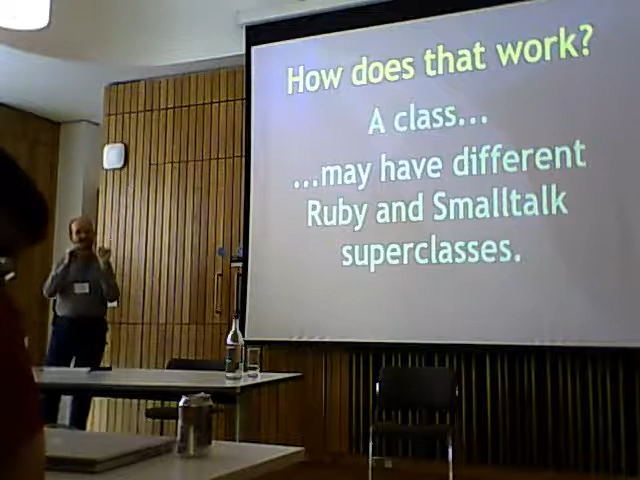 How does that work?
A class...
...may have different
Ruby and Smalltalk
superclasses.